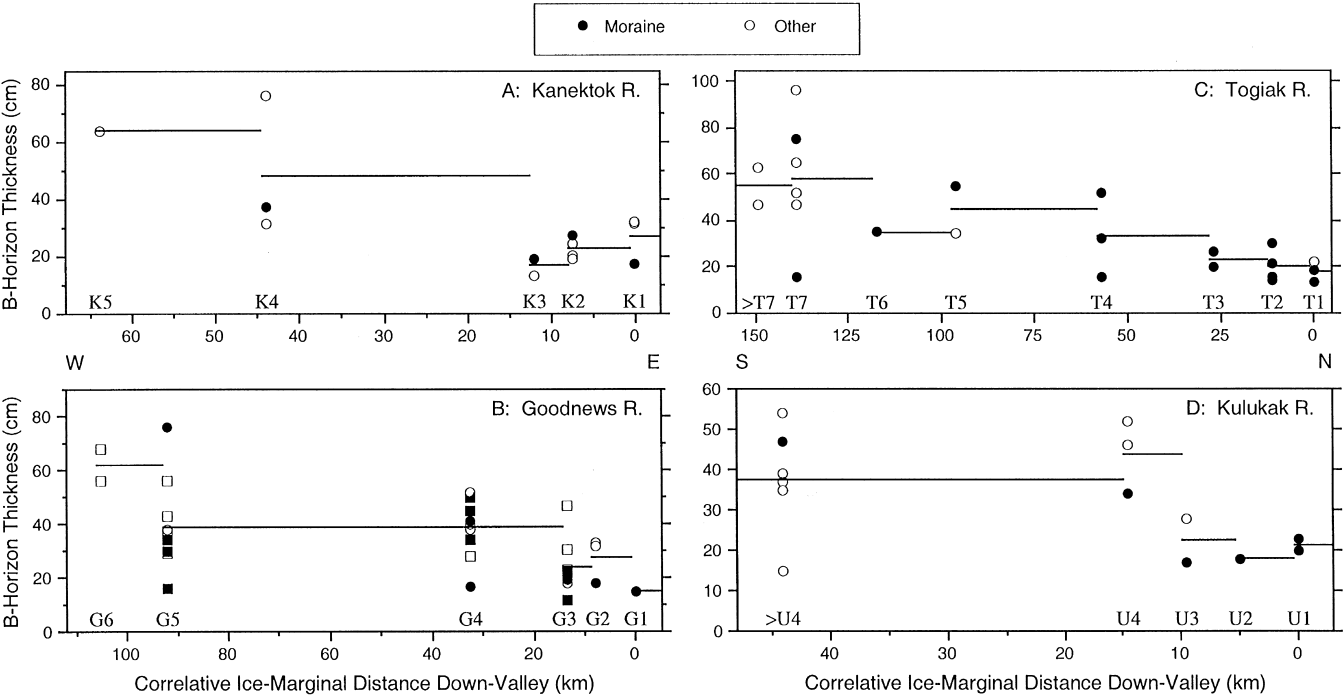 Moraine Other
A: Kanektok R.
B-Horizon Thickness (cm)
80
60
40
20
0
K5 K4 K3 K2 K1
60 50 40 30 20 10 0
W E
C: Togiak R.
100
80
60
40
20
0
>T7 T7 T6 T5 T4 T3 T2 T1
150 125 100 75 50 25 0
S N
B: Goodnews R.
B-Horizon Thickness (cm)
80
60
40
20
0
G6 G5 G4 G3 G2 G1
100 80 60 40 20 0
Correlative Ice-Marginal Distance Down-Valley (km)
D: Kulukak R.
60
50
40
30
20
10
0
>U4 U4 U3 U2 U1
40 30 20 10 0
Correlative Ice-Marginal Distance Down-Valley (km)